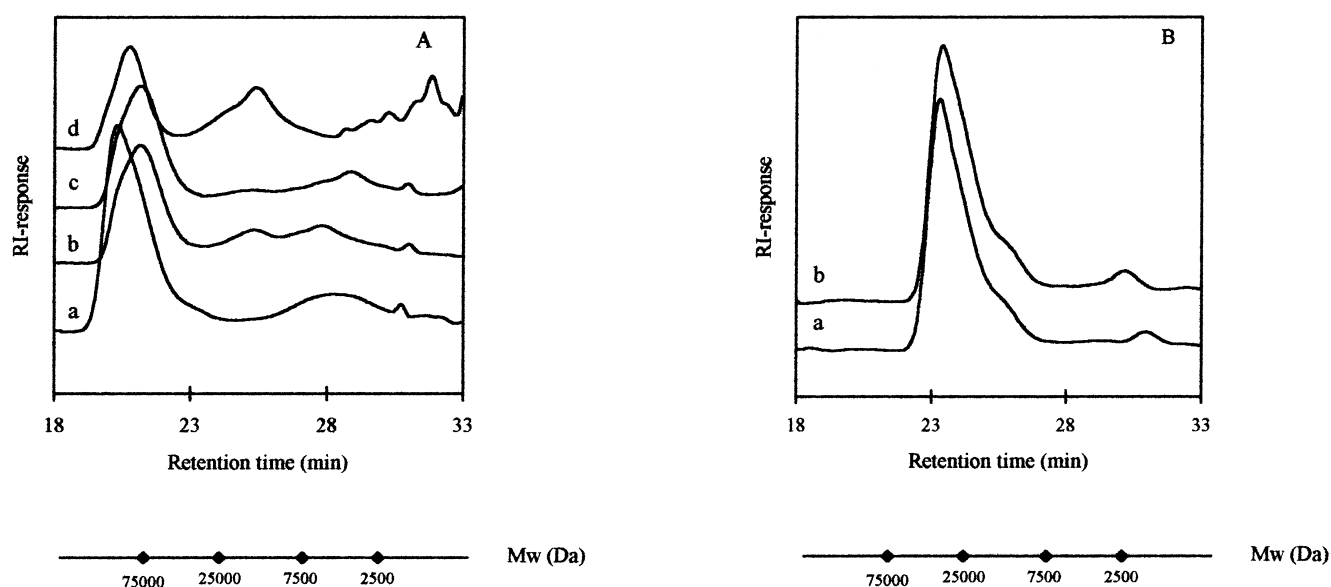 A
d
c
b
a
RI-response
18 23 28 33
Retention time (min)
Mw (Da)
75000 25000 7500 2500
B
b
a
RI-response
18 23 28 33
Retention time (min)
Mw (Da)
75000 25000 7500 2500